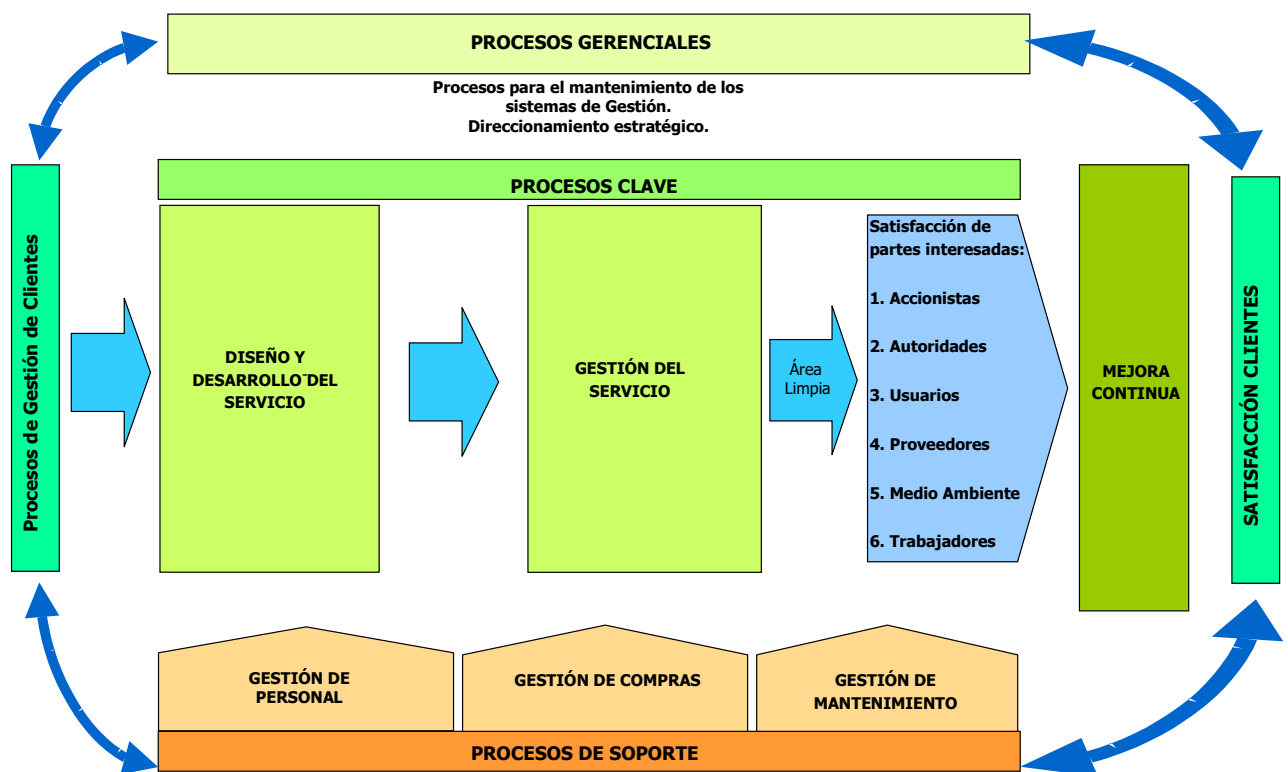 PROCESOS GERENCIALES
Procesos para el mantenimiento de los
sistemas de Gestión.
Direccionamiento estratégico.
Procesos de Gestión de Clientes
PROCESOS CLAVE
DISEÑO Y
DESARROLLO DEL
SERVICIO
GESTIÓN DEL
SERVICIO
Área
Limpia
Satisfacción de
partes interesadas:
1. Accionistas
2. Autoridades
3. Usuarios
4. Proveedores
5. Medio Ambiente
6. Trabajadores
MEJORA
CONTINUA
SATISFACCIÓN CLIENTES
GESTIÓN DE
PERSONAL
GESTIÓN DE COMPRAS
GESTIÓN DE
MANTENIMIENTO
PROCESOS DE SOPORTE